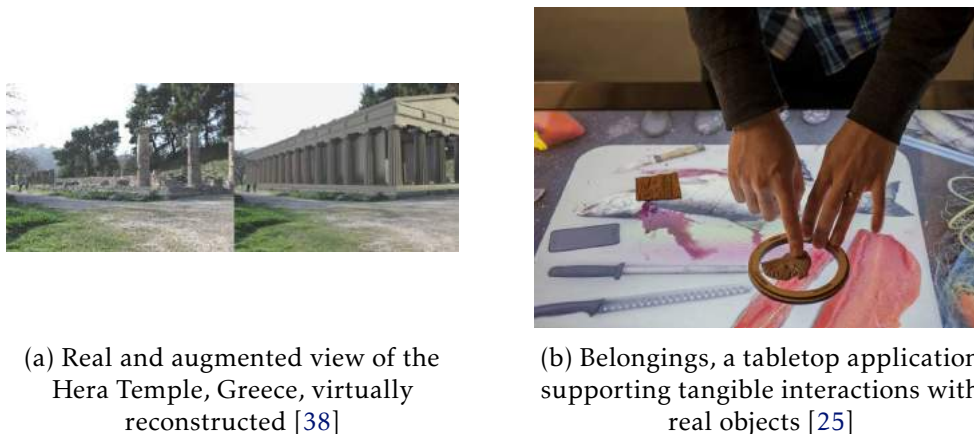 (a) Real and augmented view of the
Hera Temple, Greece, virtually
reconstructed [38]
(b) Belongings, a tabletop application
supporting tangible interactions with
real objects [25]